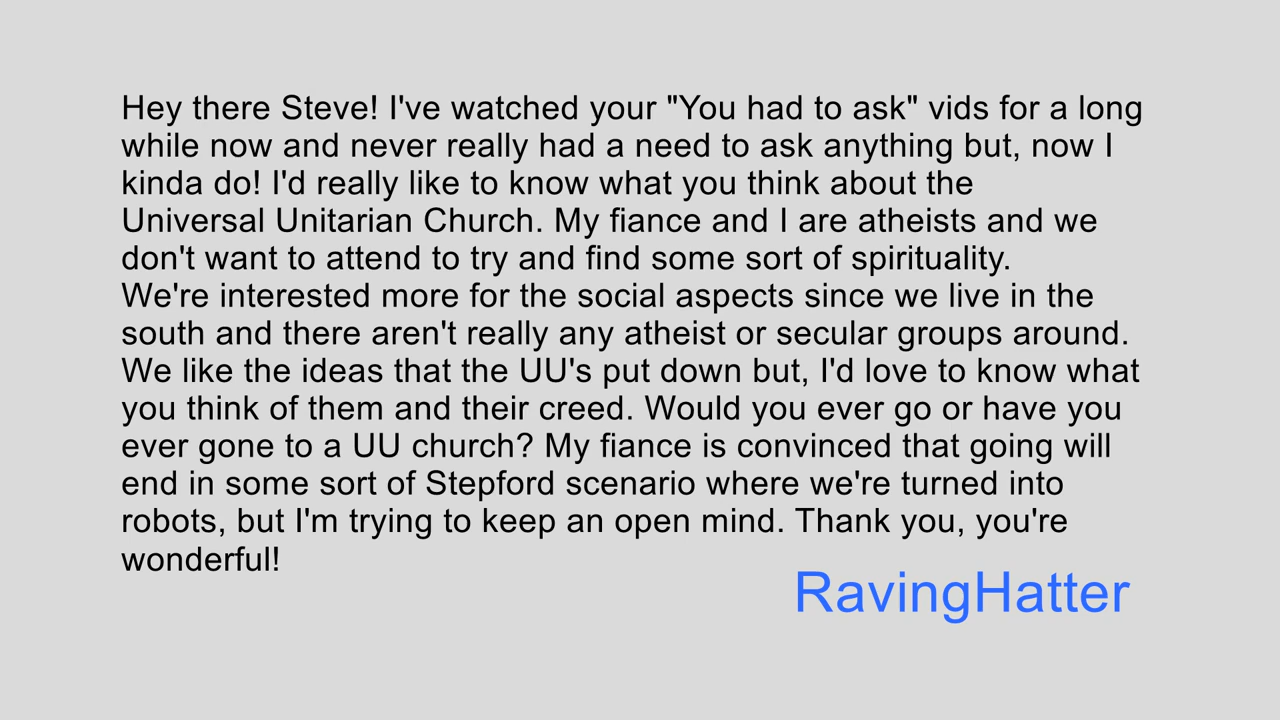 Hey there Steve! I've watched your "You had to ask" vids for a long
while now and never really had a need to ask anything but, now I
kinda do! I'd really like to know what you think about the
Universal Unitarian Church. My fiance and I are atheists and we
don't want to attend to try and find some sort of spirituality.
We're interested more for the social aspects since we live in the
south and there aren't really any atheist or secular groups around.
We like the ideas that the UU's put down but, I'd love to know what
you think of them and their creed. Would you ever go or have you
ever gone to a UU church? My fiance is convinced that going will
end in some sort of Stepford scenario where we're turned into
robots, but I'm trying to keep an open mind. Thank you, you're
wonderful!
RavingHatter